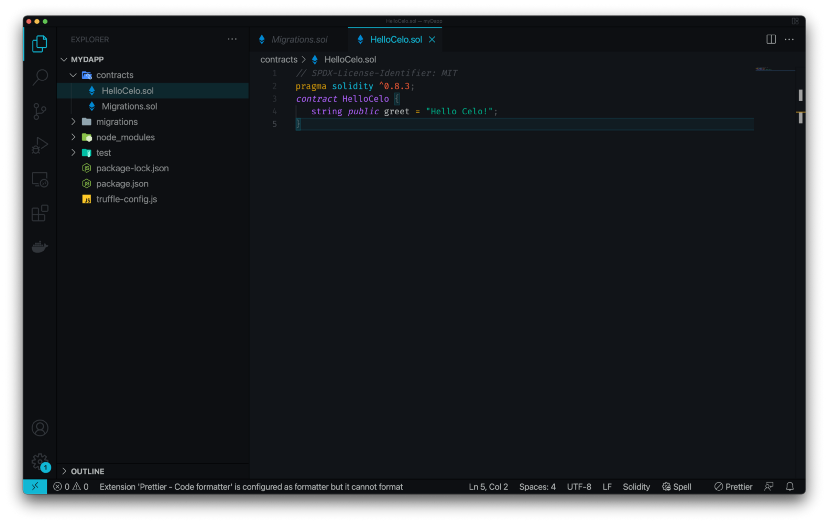 HelloCelo.sol — myDapp
EXPLORER
Migrations.sol
HelloCelo.sol
MYDAPP
contracts
HelloCelo.sol
Migrations.sol
migrations
node_modules
test
package-lock.json
package.json
truffle-config.js
contracts > HelloCelo.sol
1 // SPDX-License-Identifier: MIT
2 pragma solidity ^0.8.3;
3 contract HelloCelo {
4 string public greet = "Hello Celo!";
5 }
1
OUTLINE
0 0 Extension 'Prettier - Code formatter' is configured as formatter but it cannot format
Ln 5, Col 2 Spaces: 4 UTF-8 LF Solidity Spell Prettier